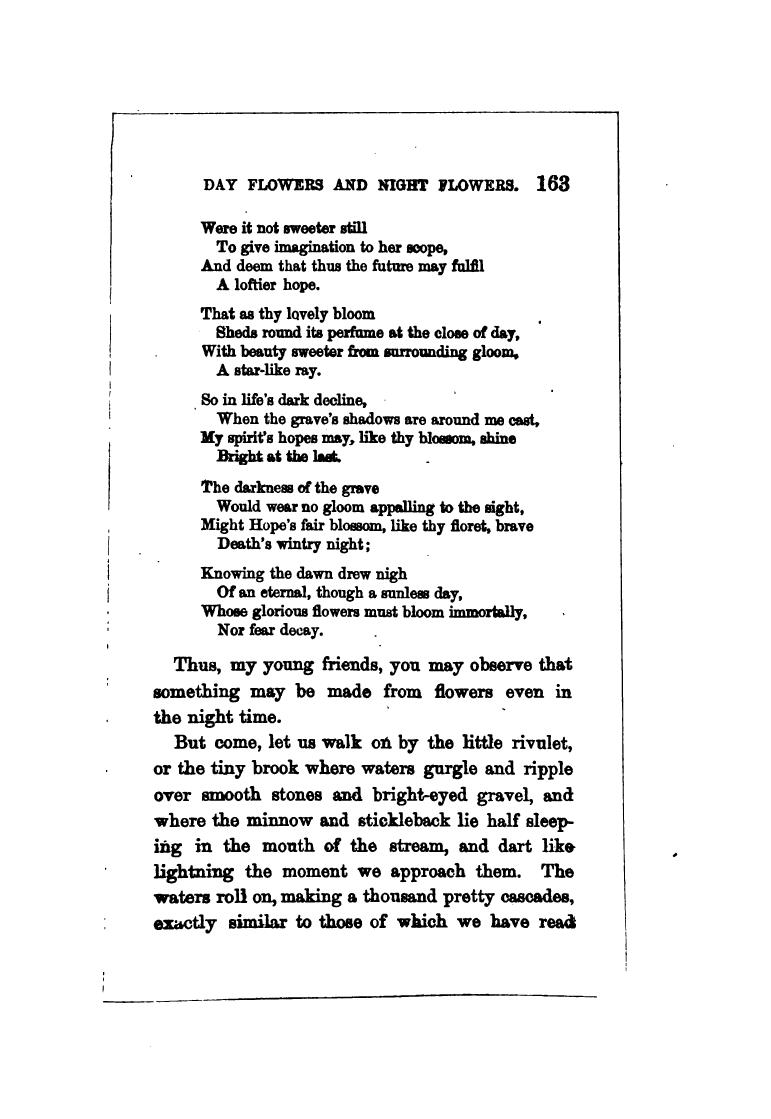 DAY FLOWERS AND NIGHT FLOWERS. 163
Were it not sweeter still
To give imagination to her scope,
And deem that thus the future may fulfil
A loftier hope.
That as thy lovely bloom
Sheds round its perfume at the close of day,
With beauty sweeter from surrounding gloom,
A star-like ray.
So in life's dark decline,
When the grave's shadows are around me cast,
My spirit's hopes may, like thy blossom, shine
Bright at the last.
The darkness of the grave
Would wear no gloom appalling to the sight,
Might Hope's fair blossom, like thy floret, brave
Death's wintry night;
Knowing the dawn drew nigh
Of an eternal, though a sunless day,
Whose glorious flowers must bloom immortally,
Nor fear decay.
Thus, my young friends, you may observe that
something may be made from flowers even in
the night time.
But come, let us walk on by the little rivulet,
or the tiny brook where waters gurgle and ripple
over smooth stones and bright-eyed gravel, and
where the minnow and stickleback lie half sleep-
ing in the mouth of the stream, and dart like
lightning the moment we approach them. The
waters roll on, making a thousand pretty cascades,
exactly similar to those of which we have read